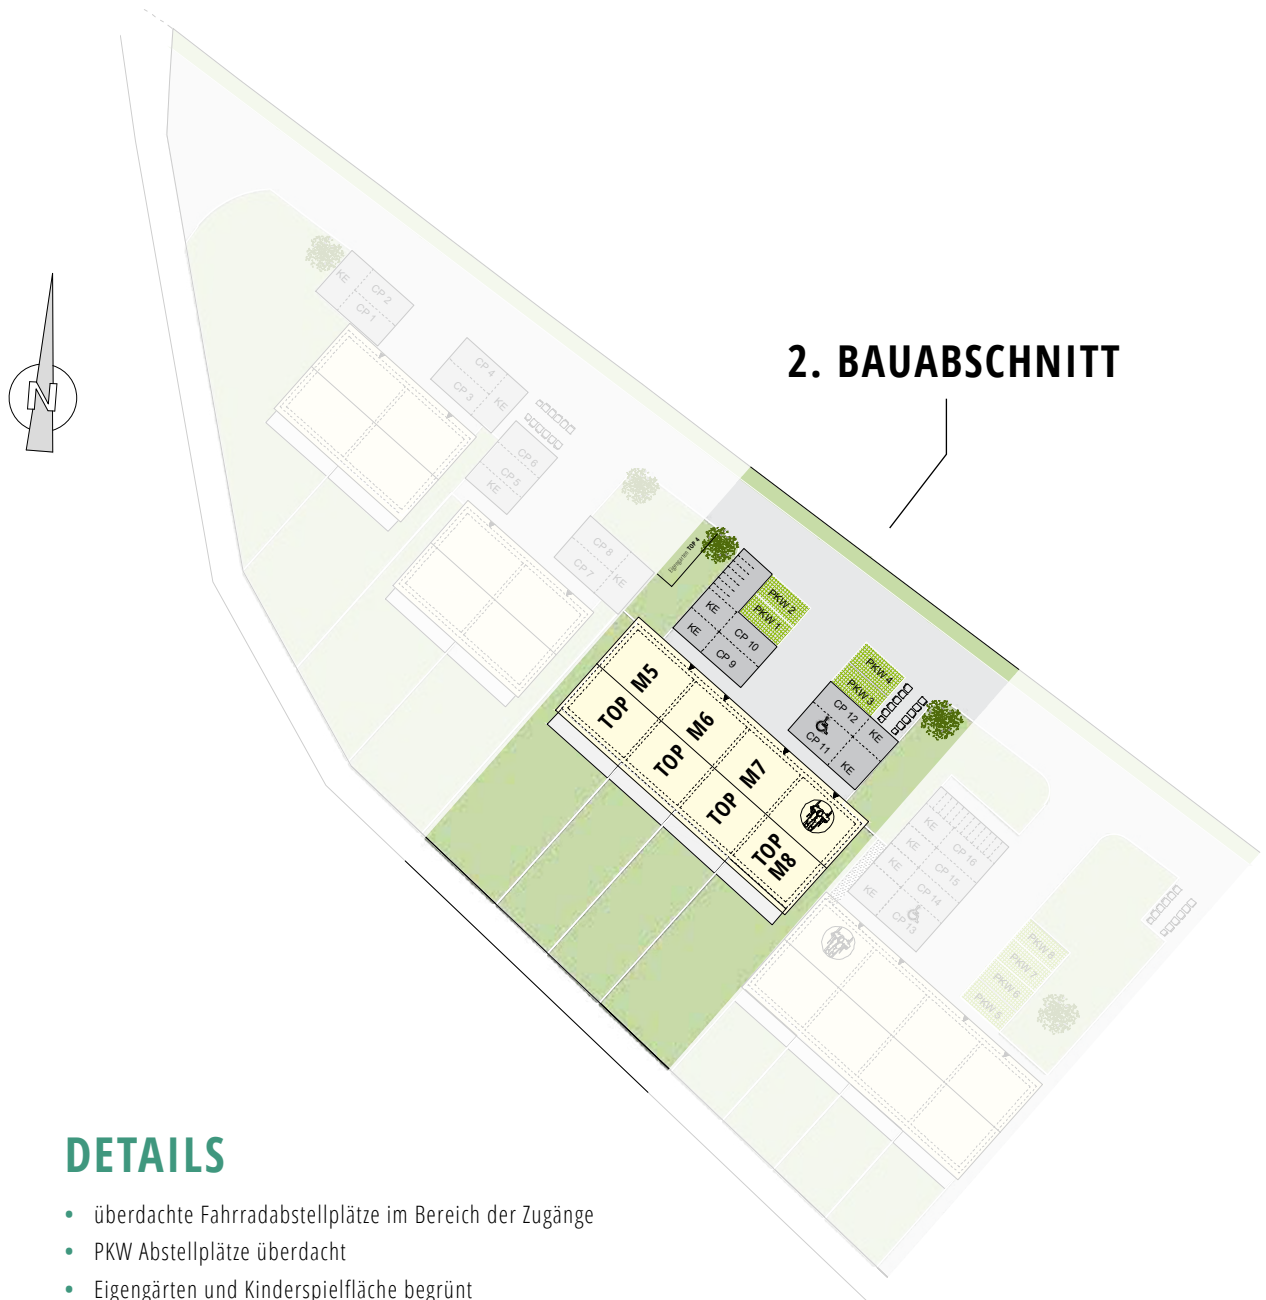 2. BAUABSCHNITT
N
KE
CP 2
CP 1
CP 4
CP 3
KE
CP 6
CP 5
KE
CP 8
CP 7
KE
Eigengarten TOP 4
PKW 2
PKW 1
KE
KE
CP 10
CP 9
PKW 4
PKW 3
CP 12
CP 11
KE
KE
TOP M5
TOP M6
TOP M7
TOP
M8
KE
CP 16
KE
CP 15
KE
CP 14
KE
CP 13
PKW 8
PKW 7
PKW 6
PKW 5
DETAILS
• überdachte Fahrradabstellplätze im Bereich der Zugänge
• PKW Abstellplätze überdacht
• Eigengärten und Kinderspielfläche begrünt